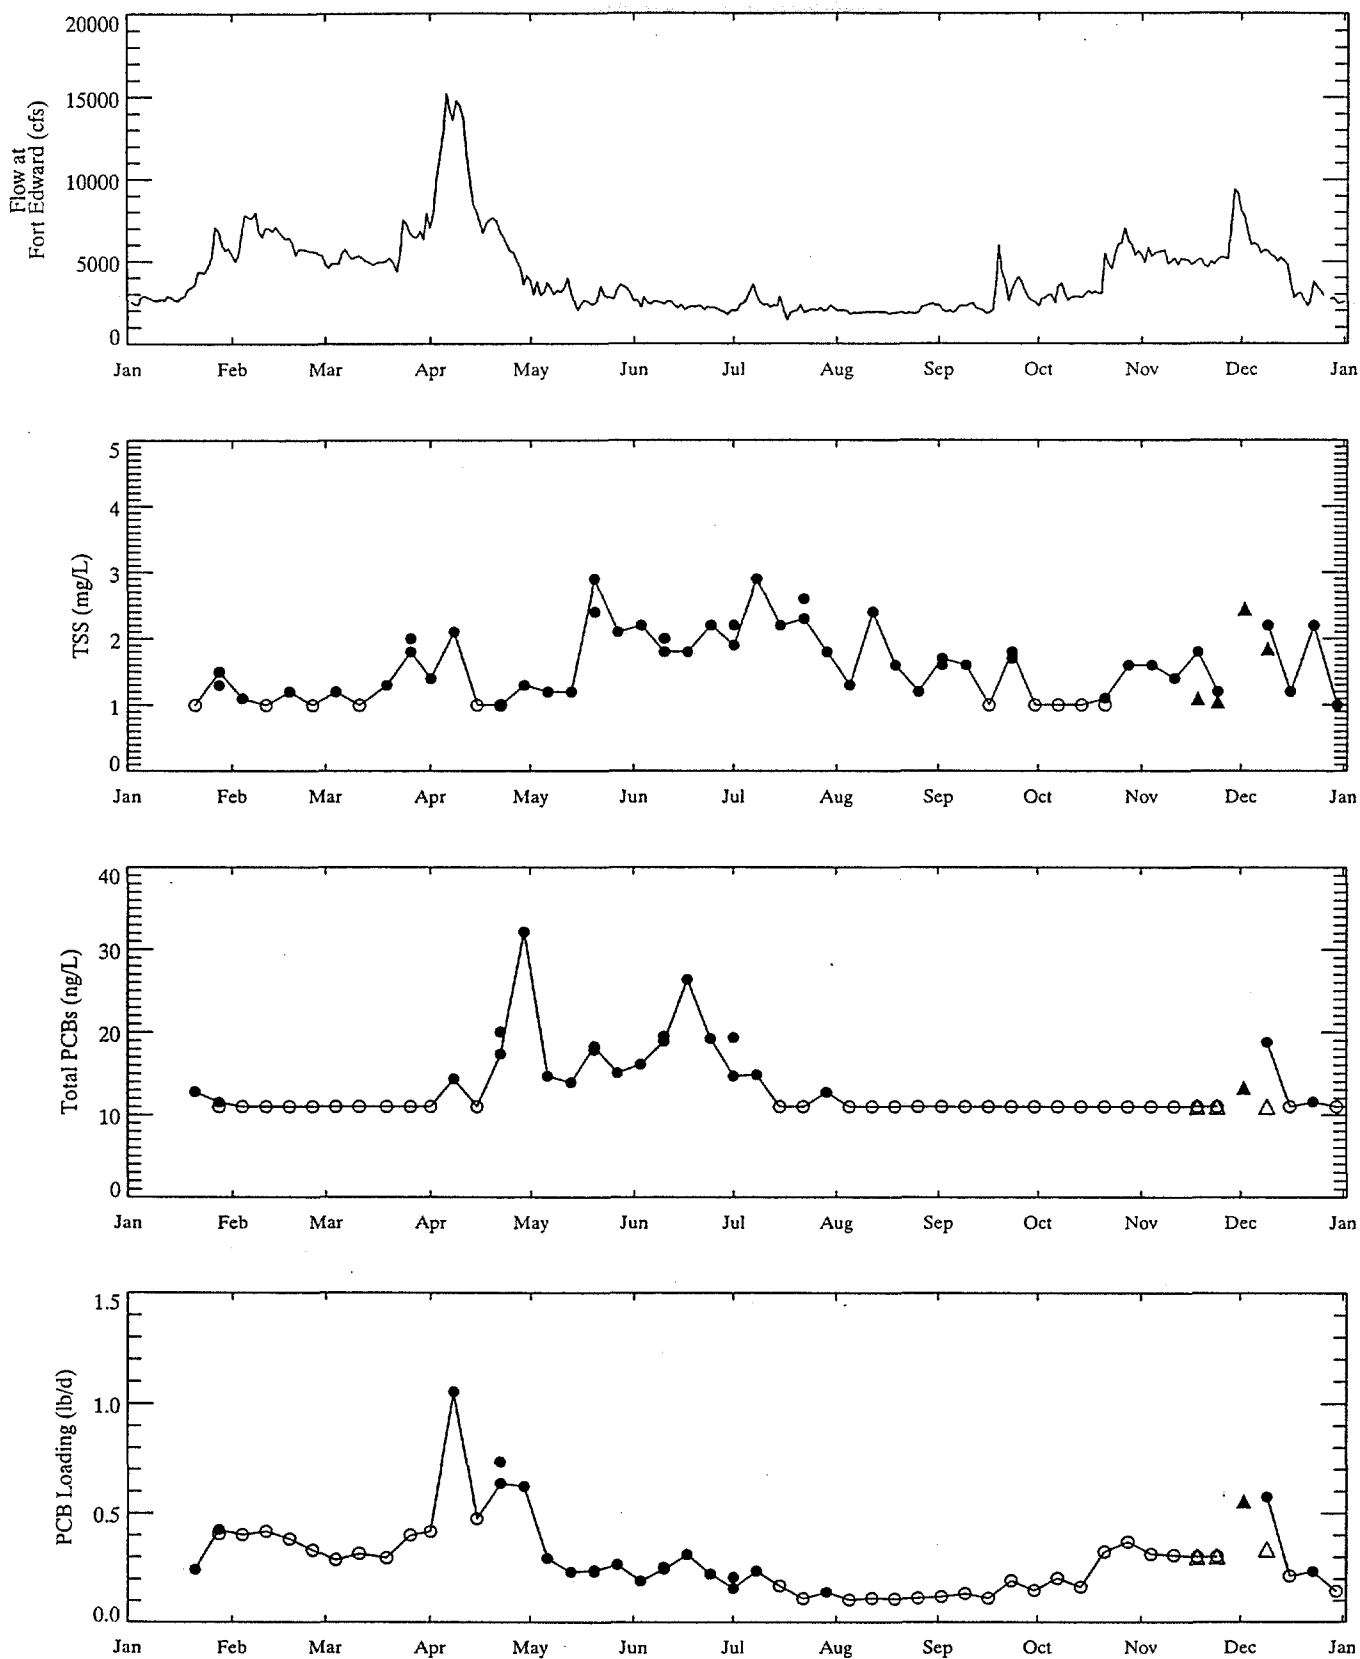 Flow at
Fort Edward (cfs)
20000
15000
10000
5000
0
Jan Feb Mar Apr May Jun Jul Aug Sep Oct Nov Dec Jan
TSS (mg/L)
5
4
3
2
1
0
Jan Feb Mar Apr May Jun Jul Aug Sep Oct Nov Dec Jan
Total PCBs (ng/L)
40
30
20
10
0
Jan Feb Mar Apr May Jun Jul Aug Sep Oct Nov Dec Jan
PCB Loading (lb/d)
1.5
1.0
0.5
0.0
Jan Feb Mar Apr May Jun Jul Aug Sep Oct Nov Dec Jan